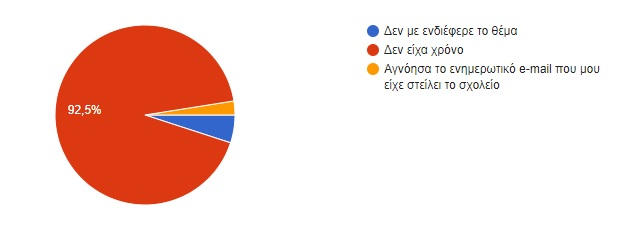 92,5%
Δεν με ενδιέφερε το θέμα
Δεν είχα χρόνο
Αγνόησα το ενημερωτικό e-mail που μου
είχε στείλει το σχολείο